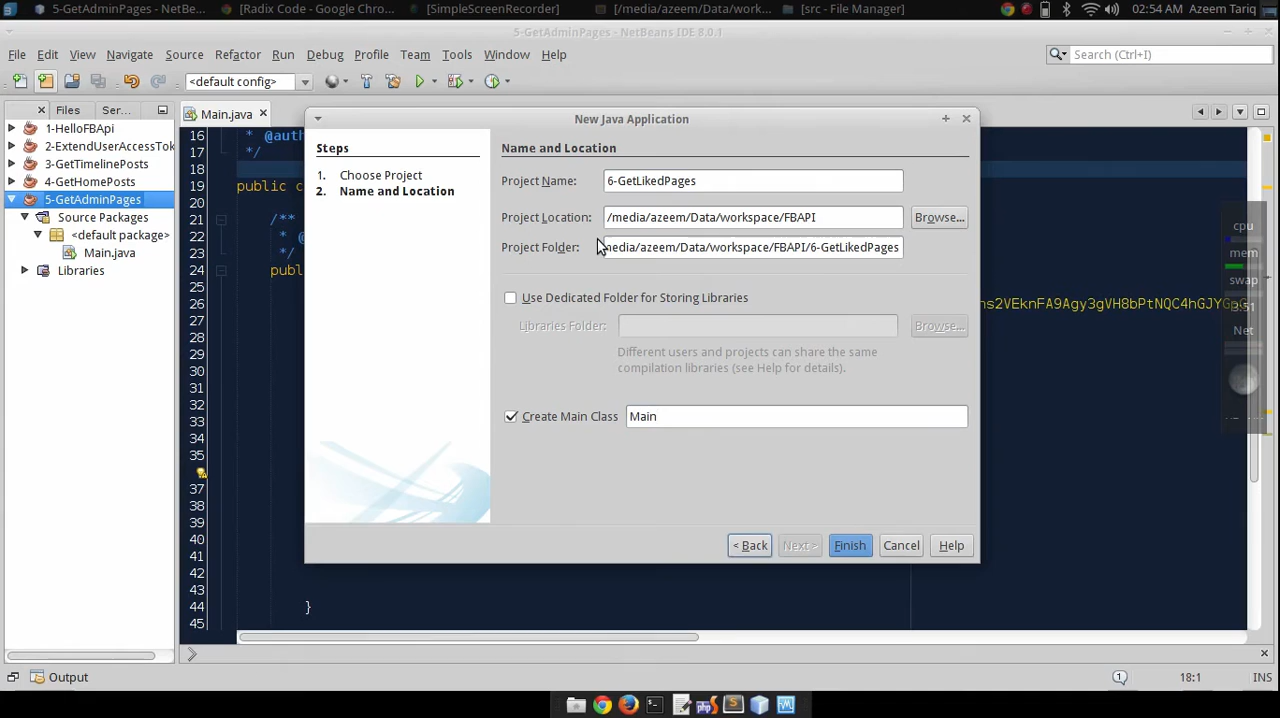 5-GetAdminPages - NetBe...
[Radix Code - Google Chro...
[SimpleScreenRecorder]
[/media/azeem/Data/work...
[src - File Manager]
02:54 AM Azeem Tariq
5-GetAdminPages - NetBeans IDE 8.0.1
File Edit View Navigate Source Refactor Run Debug Profile Team Tools Window Help
Search (Ctrl+I)
<default config>
Files
Ser...
Main.java
1-HelloFBApi
2-ExtendUserAccessTok
3-GetTimelinePosts
4-GetHomePosts
5-GetAdminPages
Source Packages
<default package>
Main.java
Libraries
16 * @auth
17 */
18
19 public c
21 /**
22 *
23 */
24 publ
26 ns2VEknFA9Agy3gVH8bPtNQC4hGJYG
27
28
29
30
31
32
33
34
35
37
38
39
40
41
42
43
44 }
45
New Java Application
Steps
1. Choose Project
2. Name and Location
Name and Location
Project Name: 6-GetLikedPages
Project Location: /media/azeem/Data/workspace/FBAPI Browse...
Project Folder: media/azeem/Data/workspace/FBAPI/6-GetLikedPages
Use Dedicated Folder for Storing Libraries
Libraries Folder: Browse...
Different users and projects can share the same
compilation libraries (see Help for details).
Create Main Class Main
< Back Next > Finish Cancel Help
cpu
mem
swap
Net
Output
1
18:1
INS